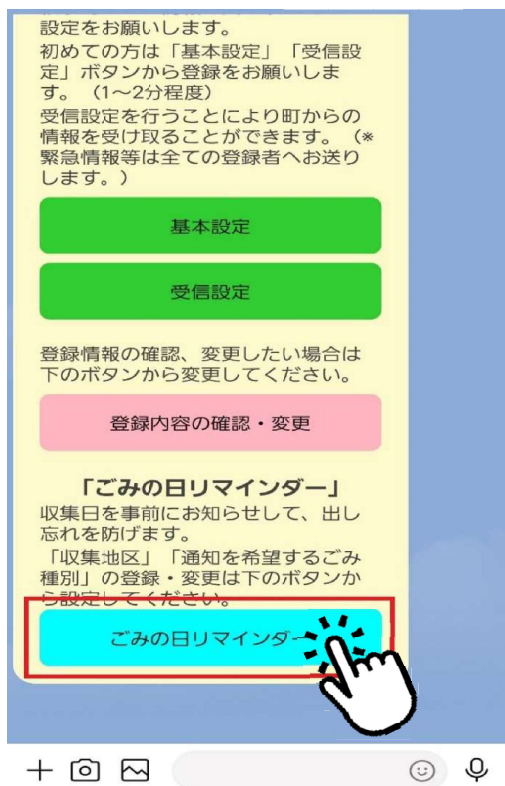 設定をお願いします。
初めての方は「基本設定」「受信設
定」ボタンから登録をお願いしま
す。（1～2分程度）
受信設定を行うことにより町からの
情報を受け取ることができます。（*
緊急情報等は全ての登録者へお送り
します。）
基本設定
受信設定
登録情報の確認、変更したい場合は
下のボタンから変更してください。
登録内容の確認・変更
「ごみの日リマインダー」
収集日を事前にお知らせして、出し
忘れを防げます。
「収集地区」「通知を希望するごみ
種別」の登録・変更は下のボタンか
ら設定してください。
ごみの日リマインダー